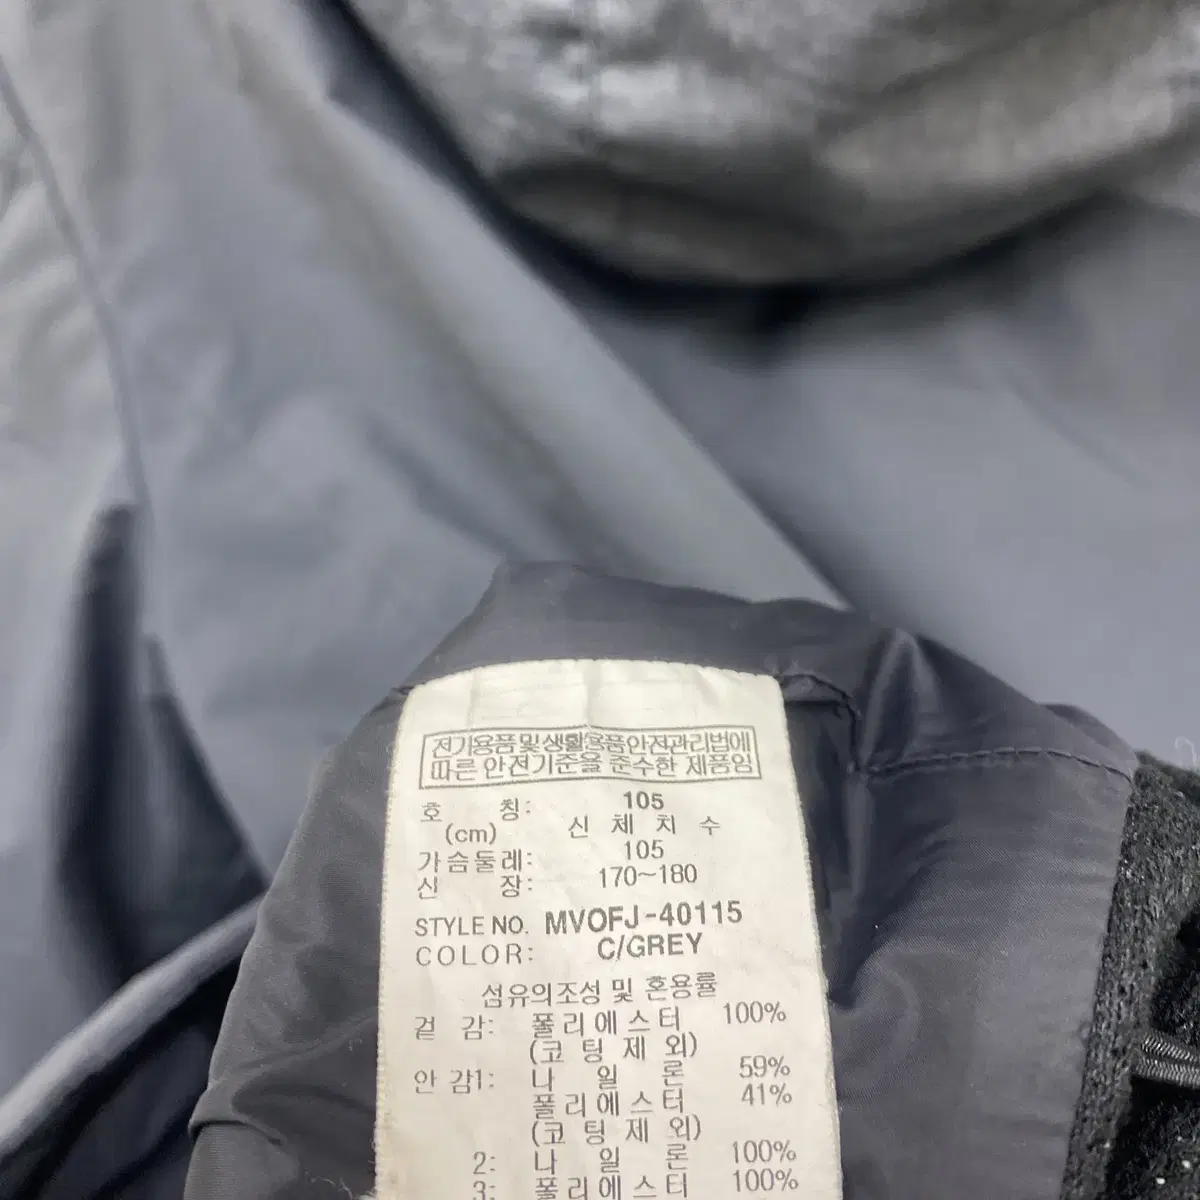 전기용품및생활용품안전관리법에
따른 안전기준을 준수한 제품임
호 칭: 105
(cm) 신 체 치 수
가슴둘레: 105
신 장: 170~180
STYLE NO. MVOFJ-40115
COLOR: C/GREY
섬유의조성 및 혼용률
겉 감: 폴리에스터 100%
(코 팅 제 외)
안 감1: 나 일 론 59%
폴리에스터 41%
(코 팅 제 외)
2: 나 일 론 100%
3: 폴리에스터 100%